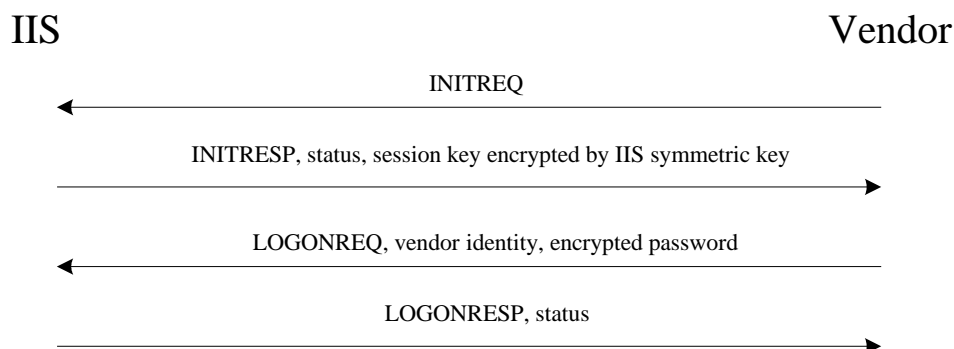 IIS
Vendor
INITREQ
INITRESP, status, session key encrypted by IIS symmetric key
LOGONREQ, vendor identity, encrypted password
LOGONRESP, status